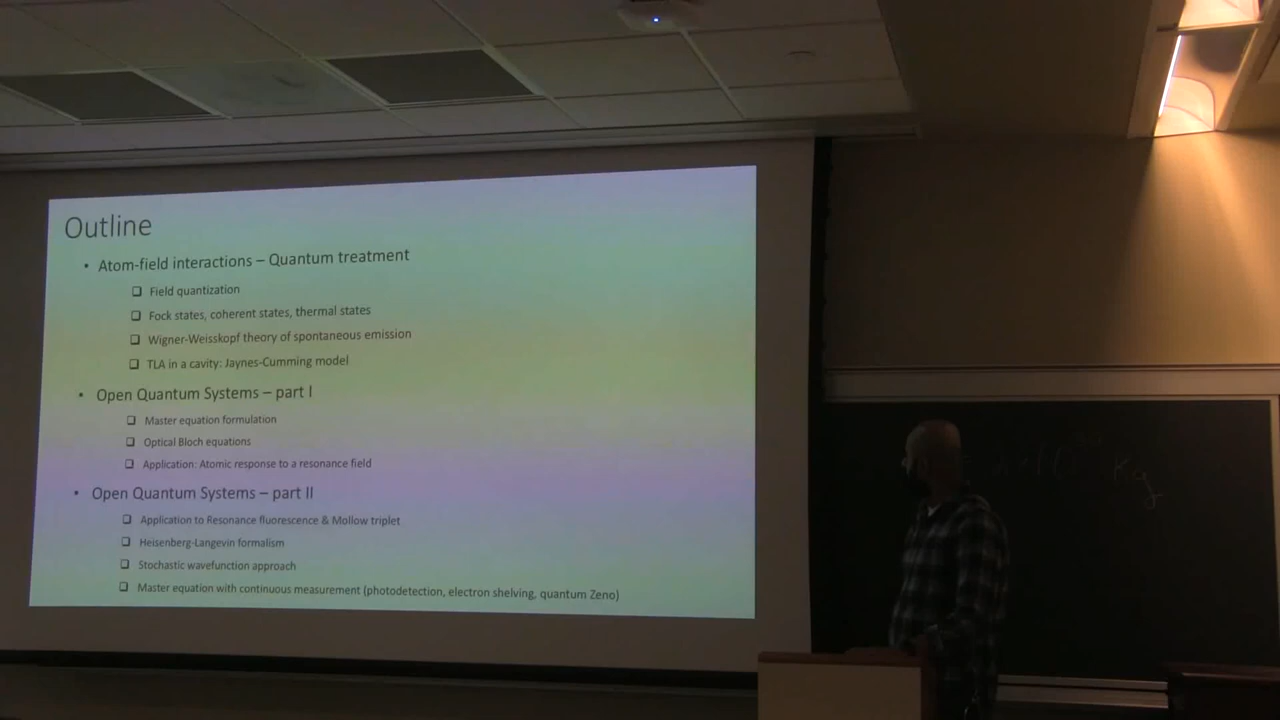 Outline
• Atom-field interactions – Quantum treatment
❑ Field quantization
❑ Fock states, coherent states, thermal states
❑ Wigner-Weisskopf theory of spontaneous emission
❑ TLA in a cavity: Jaynes-Cumming model
• Open Quantum Systems – part I
❑ Master equation formulation
❑ Optical Bloch equations
❑ Application: Atomic response to a resonance field
• Open Quantum Systems – part II
❑ Application to Resonance fluorescence & Mollow triplet
❑ Heisenberg-Langevin formalism
❑ Stochastic wavefunction approach
❑ Master equation with continuous measurement (photodetection, electron shelving, quantum Zeno)
Kg